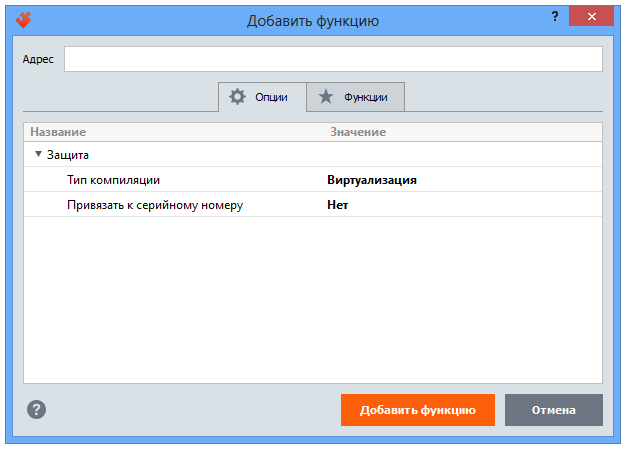 Добавить функцию
?
Адрес
Опции
Функции
Название Значение
Защита
Тип компиляции Виртуализация
Привязать к серийному номеру Нет
? Добавить функцию Отмена